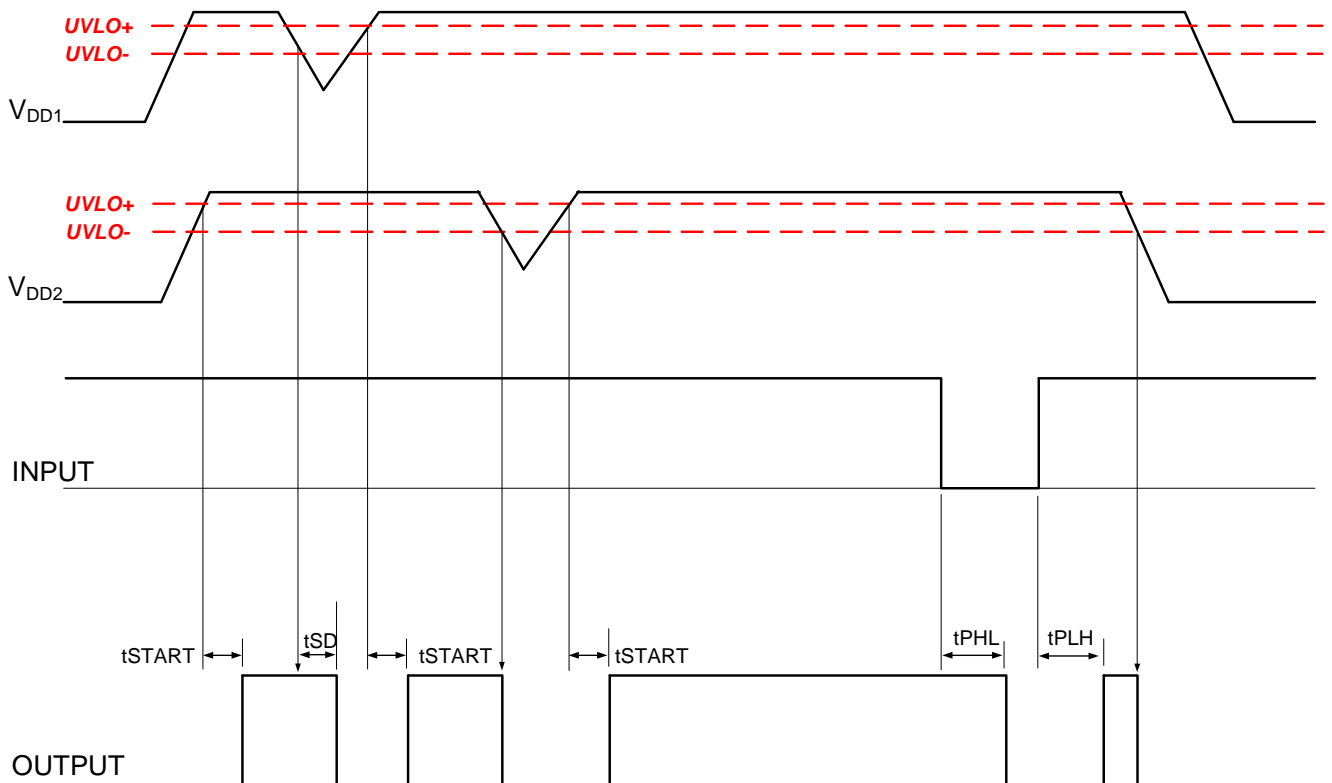 UVLO+
UVLO-
VDD1
UVLO+
UVLO-
VDD2
INPUT
tSTART
tSD
tSTART
tSTART
tPHL
tPLH
OUTPUT